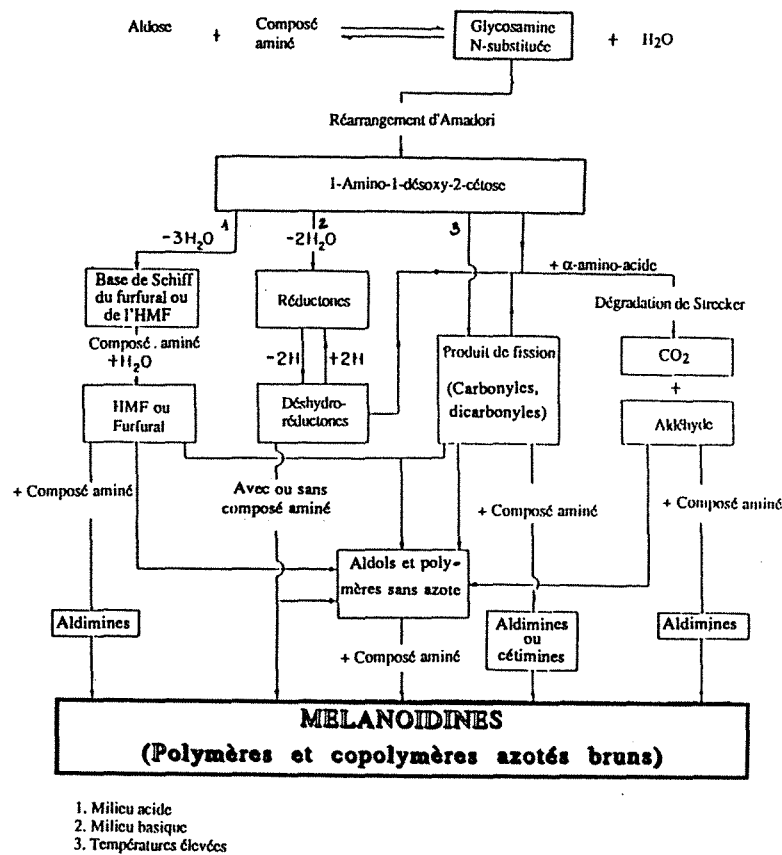 Aldose + Composé aminé
Glycosamine
N-substituée
+ H₂O
Réarrangement d'Amadori
1-Amino-1-désoxy-2-cétose
1
2
3
-3H₂O
-2H₂O
+ α-amino-acide
Base de Schiff
du furfural ou
de l'HMF
Réductones
Dégradation de Strecker
Composé . aminé
+H₂O
-2H
+2H
Produit de fission
(Carbonyles,
dicarbonyles)
CO₂
+
HMF ou
Furfural
Déshydro-
réductones
Aldéhyde
+ Composé aminé
Avec ou sans
composé aminé
+ Composé aminé
+ Composé aminé
Aldols et poly-
mères sans azote
Aldimines
Aldimines
ou
cétimines
Aldimines
+ Composé aminé
MELANOIDINES
(Polymères et copolymères azotés bruns)
1. Milieu acide
2. Milieu basique
3. Températures élevées